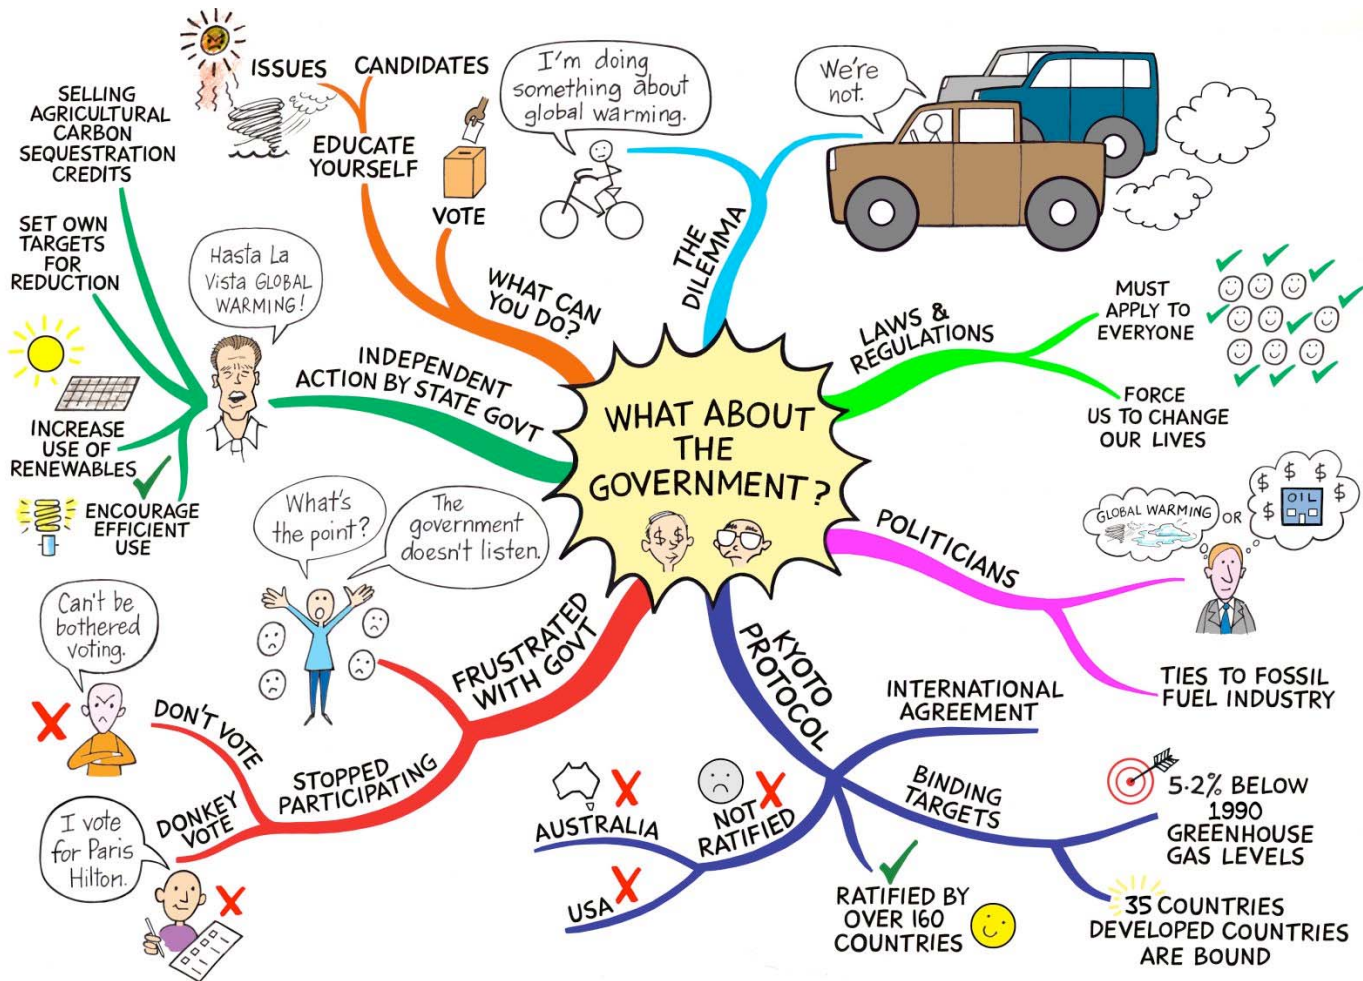 WHAT ABOUT
THE
GOVERNMENT?
THE
DILEMMA
I'm doing
something about
global warming.
We're
not.
LAWS &
REGULATIONS
MUST
APPLY TO
EVERYONE
FORCE
US TO CHANGE
OUR LIVES
POLITICIANS
GLOBAL WARMING
OR
$
$
$
$
$
OIL
TIES TO FOSSIL
FUEL INDUSTRY
KYOTO
PROTOCOL
INTERNATIONAL
AGREEMENT
BINDING
TARGETS
5.2% BELOW
1990
GREENHOUSE
GAS LEVELS
35 COUNTRIES
DEVELOPED COUNTRIES
ARE BOUND
RATIFIED BY
OVER 160
COUNTRIES
NOT
RATIFIED
AUSTRALIA
USA
FRUSTRATED
WITH GOVT
What's
the point?
The
government
doesn't listen.
STOPPED
PARTICIPATING
DON'T VOTE
Can't be
bothered
voting.
DONKEY
VOTE
I vote
for Paris
Hilton.
INDEPENDENT
ACTION BY STATE GOVT
Hasta La
Vista GLOBAL
WARMING!
SELLING
AGRICULTURAL
CARBON
SEQUESTRATION
CREDITS
SET OWN
TARGETS
FOR
REDUCTION
INCREASE
USE OF
RENEWABLES
ENCOURAGE
EFFICIENT
USE
WHAT CAN
YOU DO?
EDUCATE
YOURSELF
ISSUES
CANDIDATES
VOTE
$ $